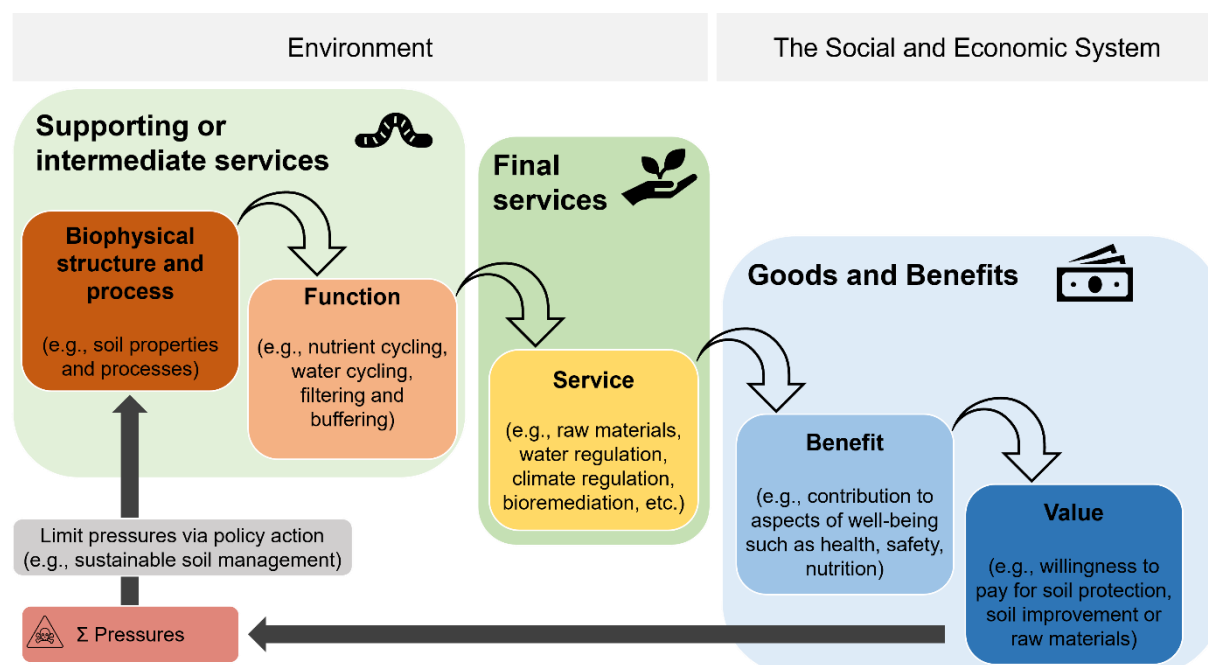 Environment
The Social and Economic System
Supporting or
intermediate services
Biophysical
structure and
process
(e.g., soil properties
and processes)
Function
(e.g., nutrient cycling,
water cycling,
filtering and
buffering)
Final
services
Service
(e.g., raw materials,
water regulation,
climate regulation,
bioremediation, etc.)
Goods and Benefits
Benefit
(e.g., contribution to
aspects of well-being
such as health, safety,
nutrition)
Value
(e.g., willingness to
pay for soil protection,
soil improvement or
raw materials)
Limit pressures via policy action
(e.g., sustainable soil management)
Σ Pressures